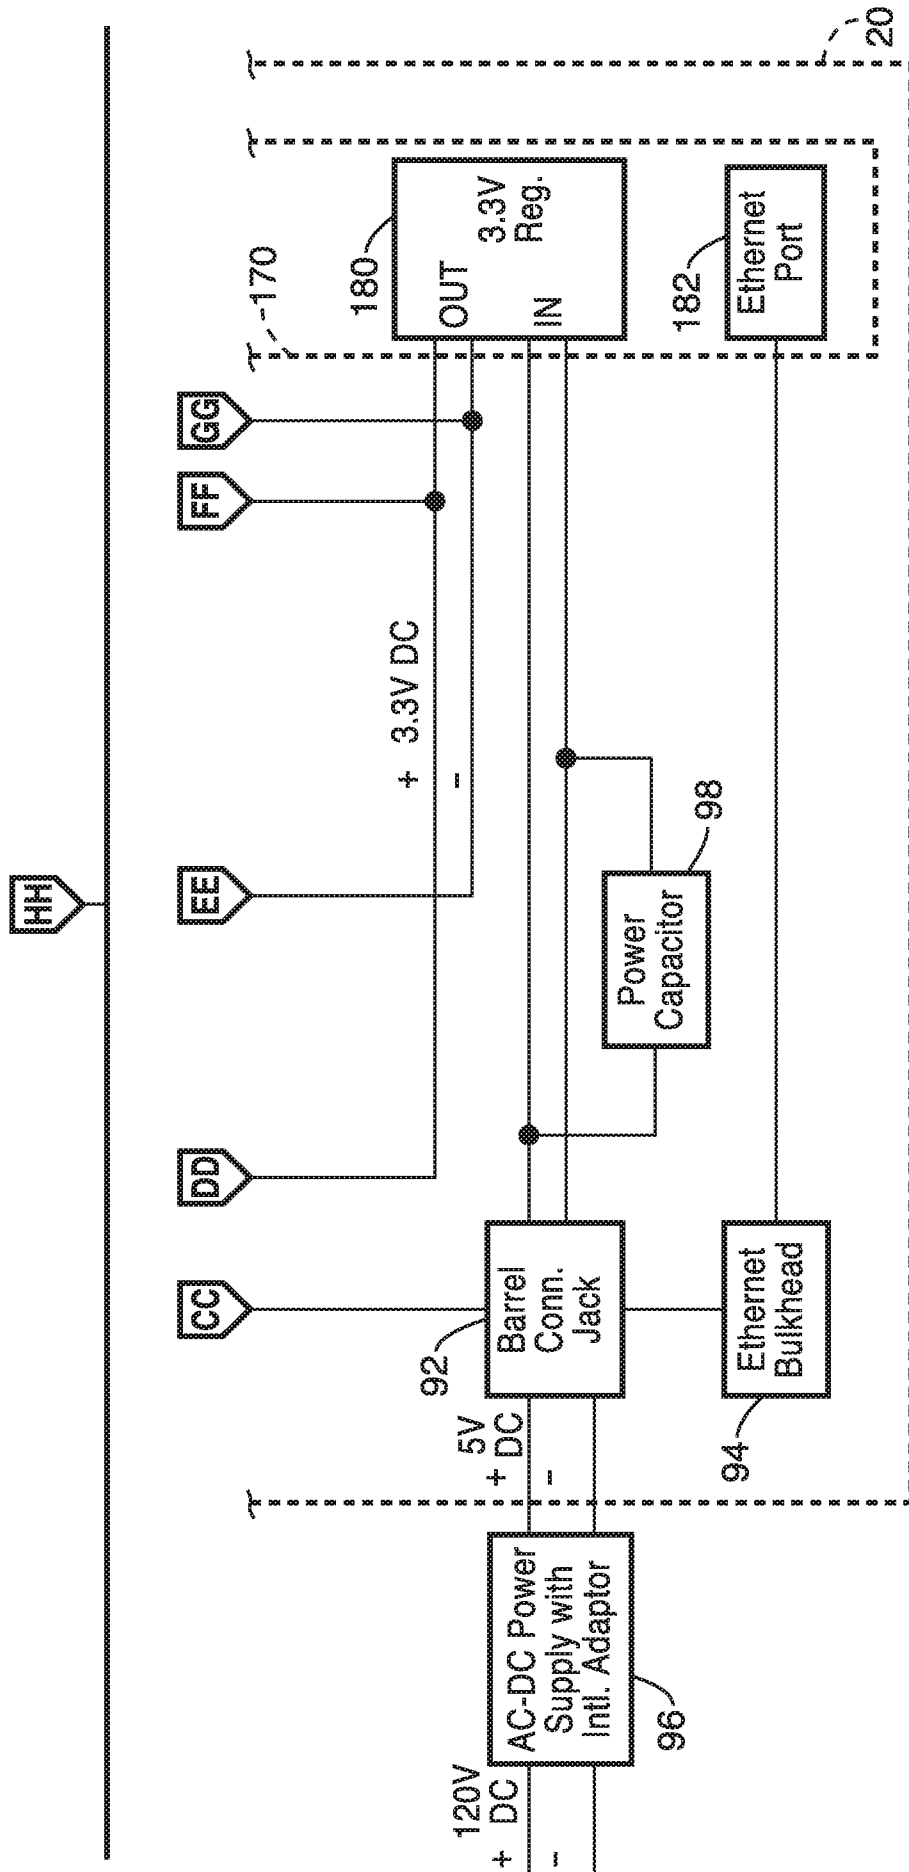 HH
CC
DD
EE
FF
GG
120V
+ DC
-
AC-DC Power
Supply with
Intl. Adaptor
96
5V
+ DC
-
92
Barrel
Conn.
Jack
94
Ethernet
Bulkhead
Power
Capacitor
98
+ 3.3V DC
-
170
180
OUT
3.3V
Reg.
IN
182
Ethernet
Port
20